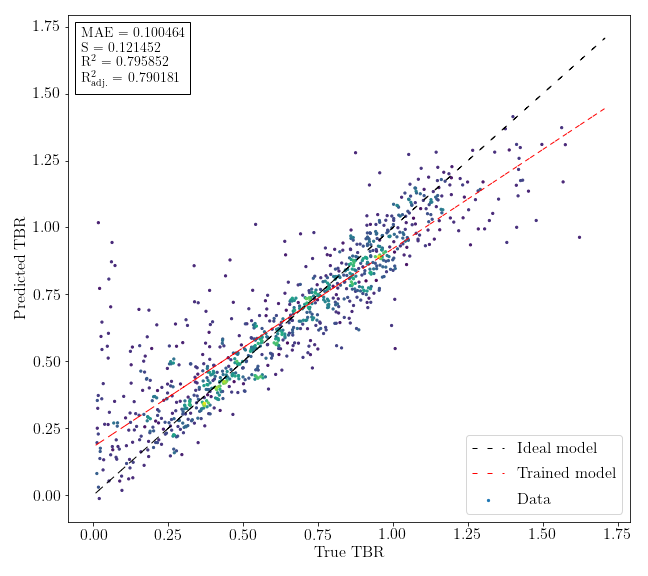 MAE = 0.100464
S = 0.121452
R² = 0.795852
R²adj. = 0.790181
1.75
1.50
1.25
1.00
0.75
0.50
0.25
0.00
Predicted TBR
Ideal model
Trained model
Data
0.00 0.25 0.50 0.75 1.00 1.25 1.50 1.75
True TBR